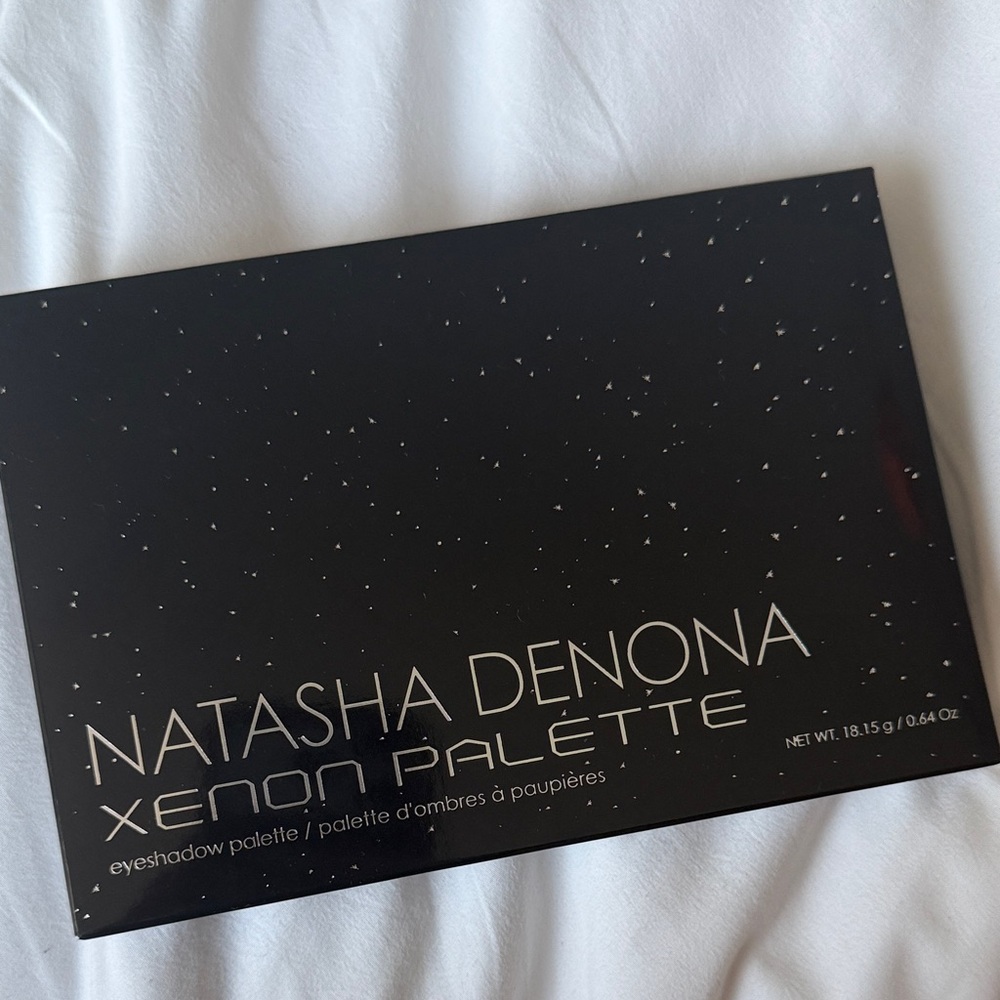 NATASHA DENONA
XENON PALETTE
eyeshadow palette / palette d'ombres à paupières
NET WT. 18.15 g / 0.64 Oz